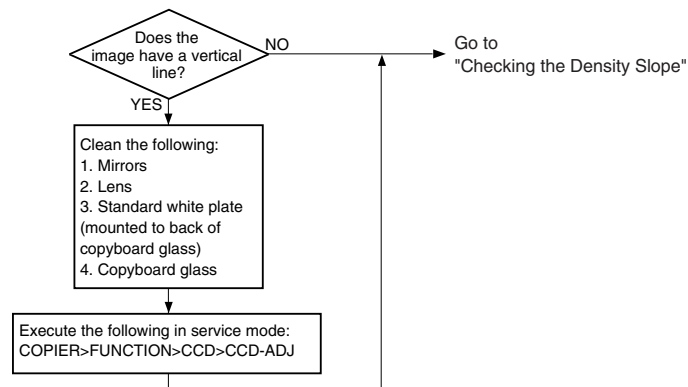 Does the
image have a vertical
line?
NO
Go to
"Checking the Density Slope"
YES
Clean the following:
1. Mirrors
2. Lens
3. Standard white plate
(mounted to back of
copyboard glass)
4. Copyboard glass
Execute the following in service mode:
COPIER>FUNCTION>CCD>CCD-ADJ